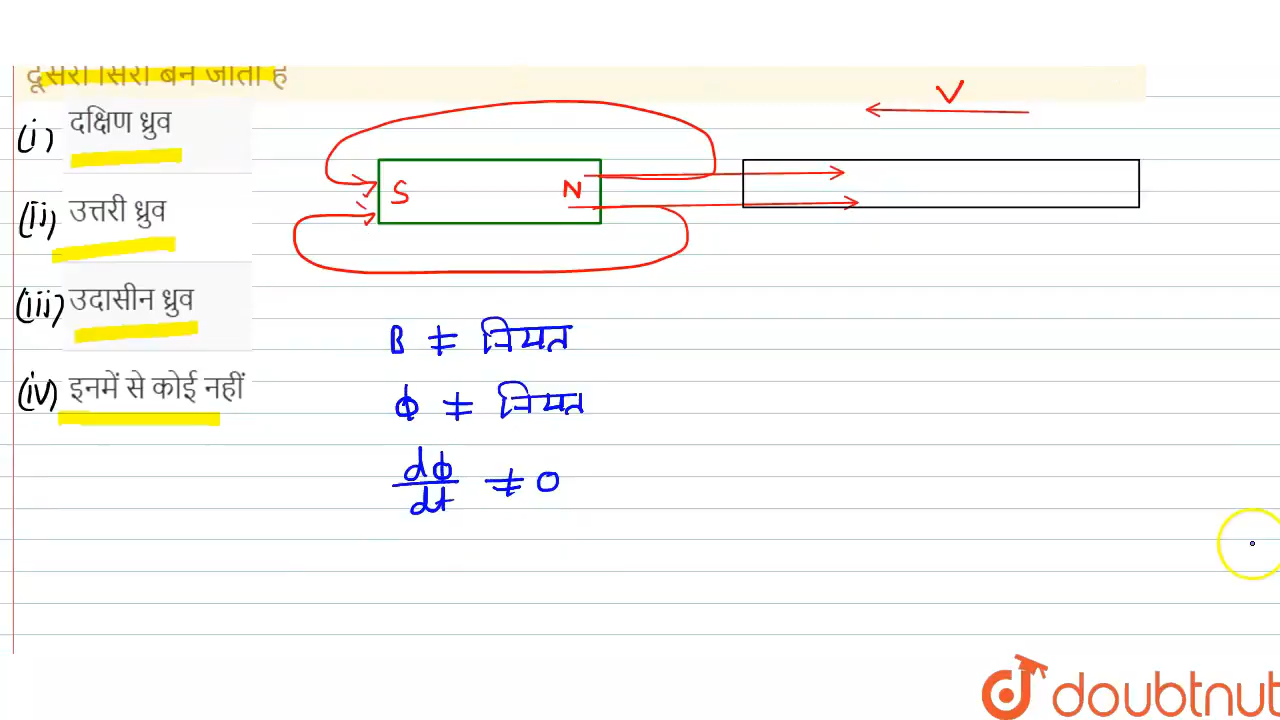 दूसरा सिरा बन जाता है
V
(i) दक्षिण ध्रुव
S N
(ii) उत्तरी ध्रुव
(iii) उदासीन ध्रुव
B ≠ नियत
(iv) इनमें से कोई नहीं
ϕ ≠ नियत
dϕ/dt ≠ 0
doubtnut